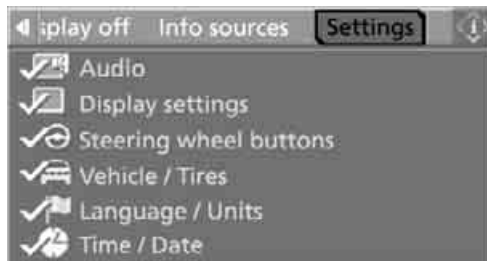 splay off Info sources Settings
Audio
Display settings
Steering wheel buttons
Vehicle / Tires
Language / Units
Time / Date